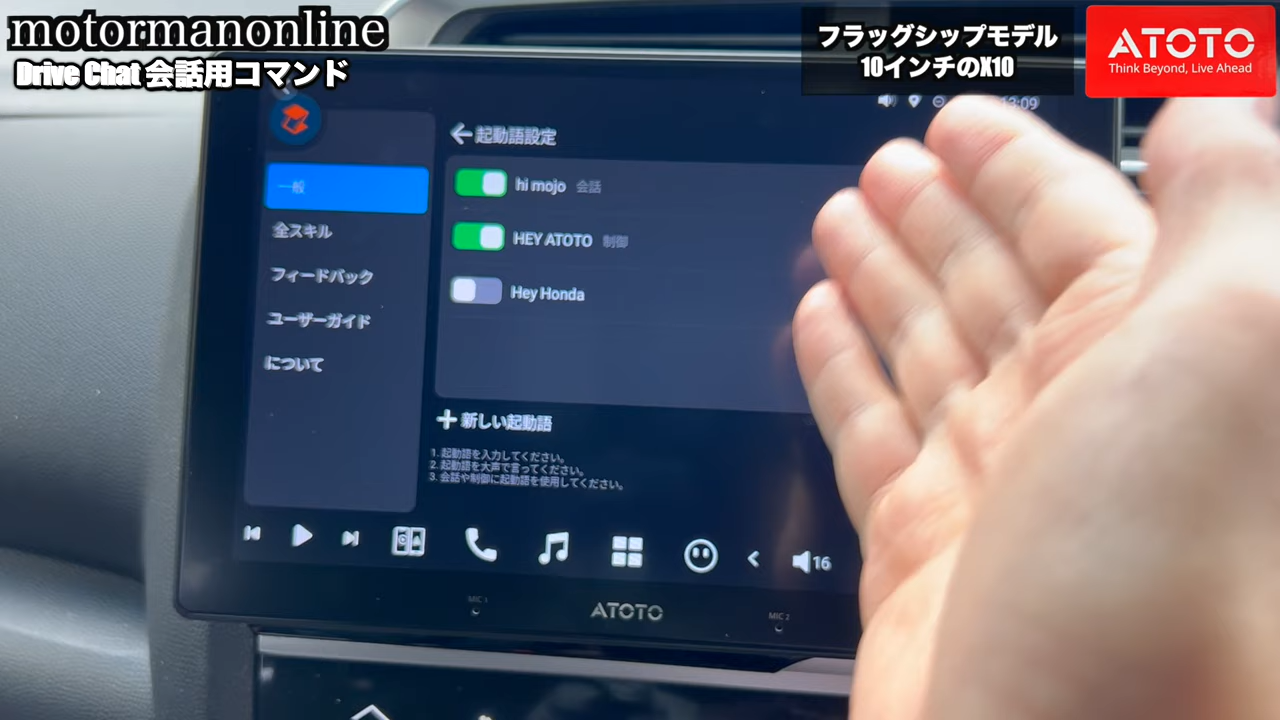 motormanonline
Drive Chat 会話用コマンド
フラッグシップモデル
10インチのX10
ATOTO
Think Beyond, Live Ahead
起動語設定
一般
hi mojo 会話
全スキル
HEY ATOTO 制御
フィードバック
Hey Honda
ユーザーガイド
について
新しい起動語
1. 起動語を入力してください。
2. 起動語を大声で言ってください。
3. 会話や制御に起動語を使用してください。
16
MIC 1
ATOTO
MIC 2